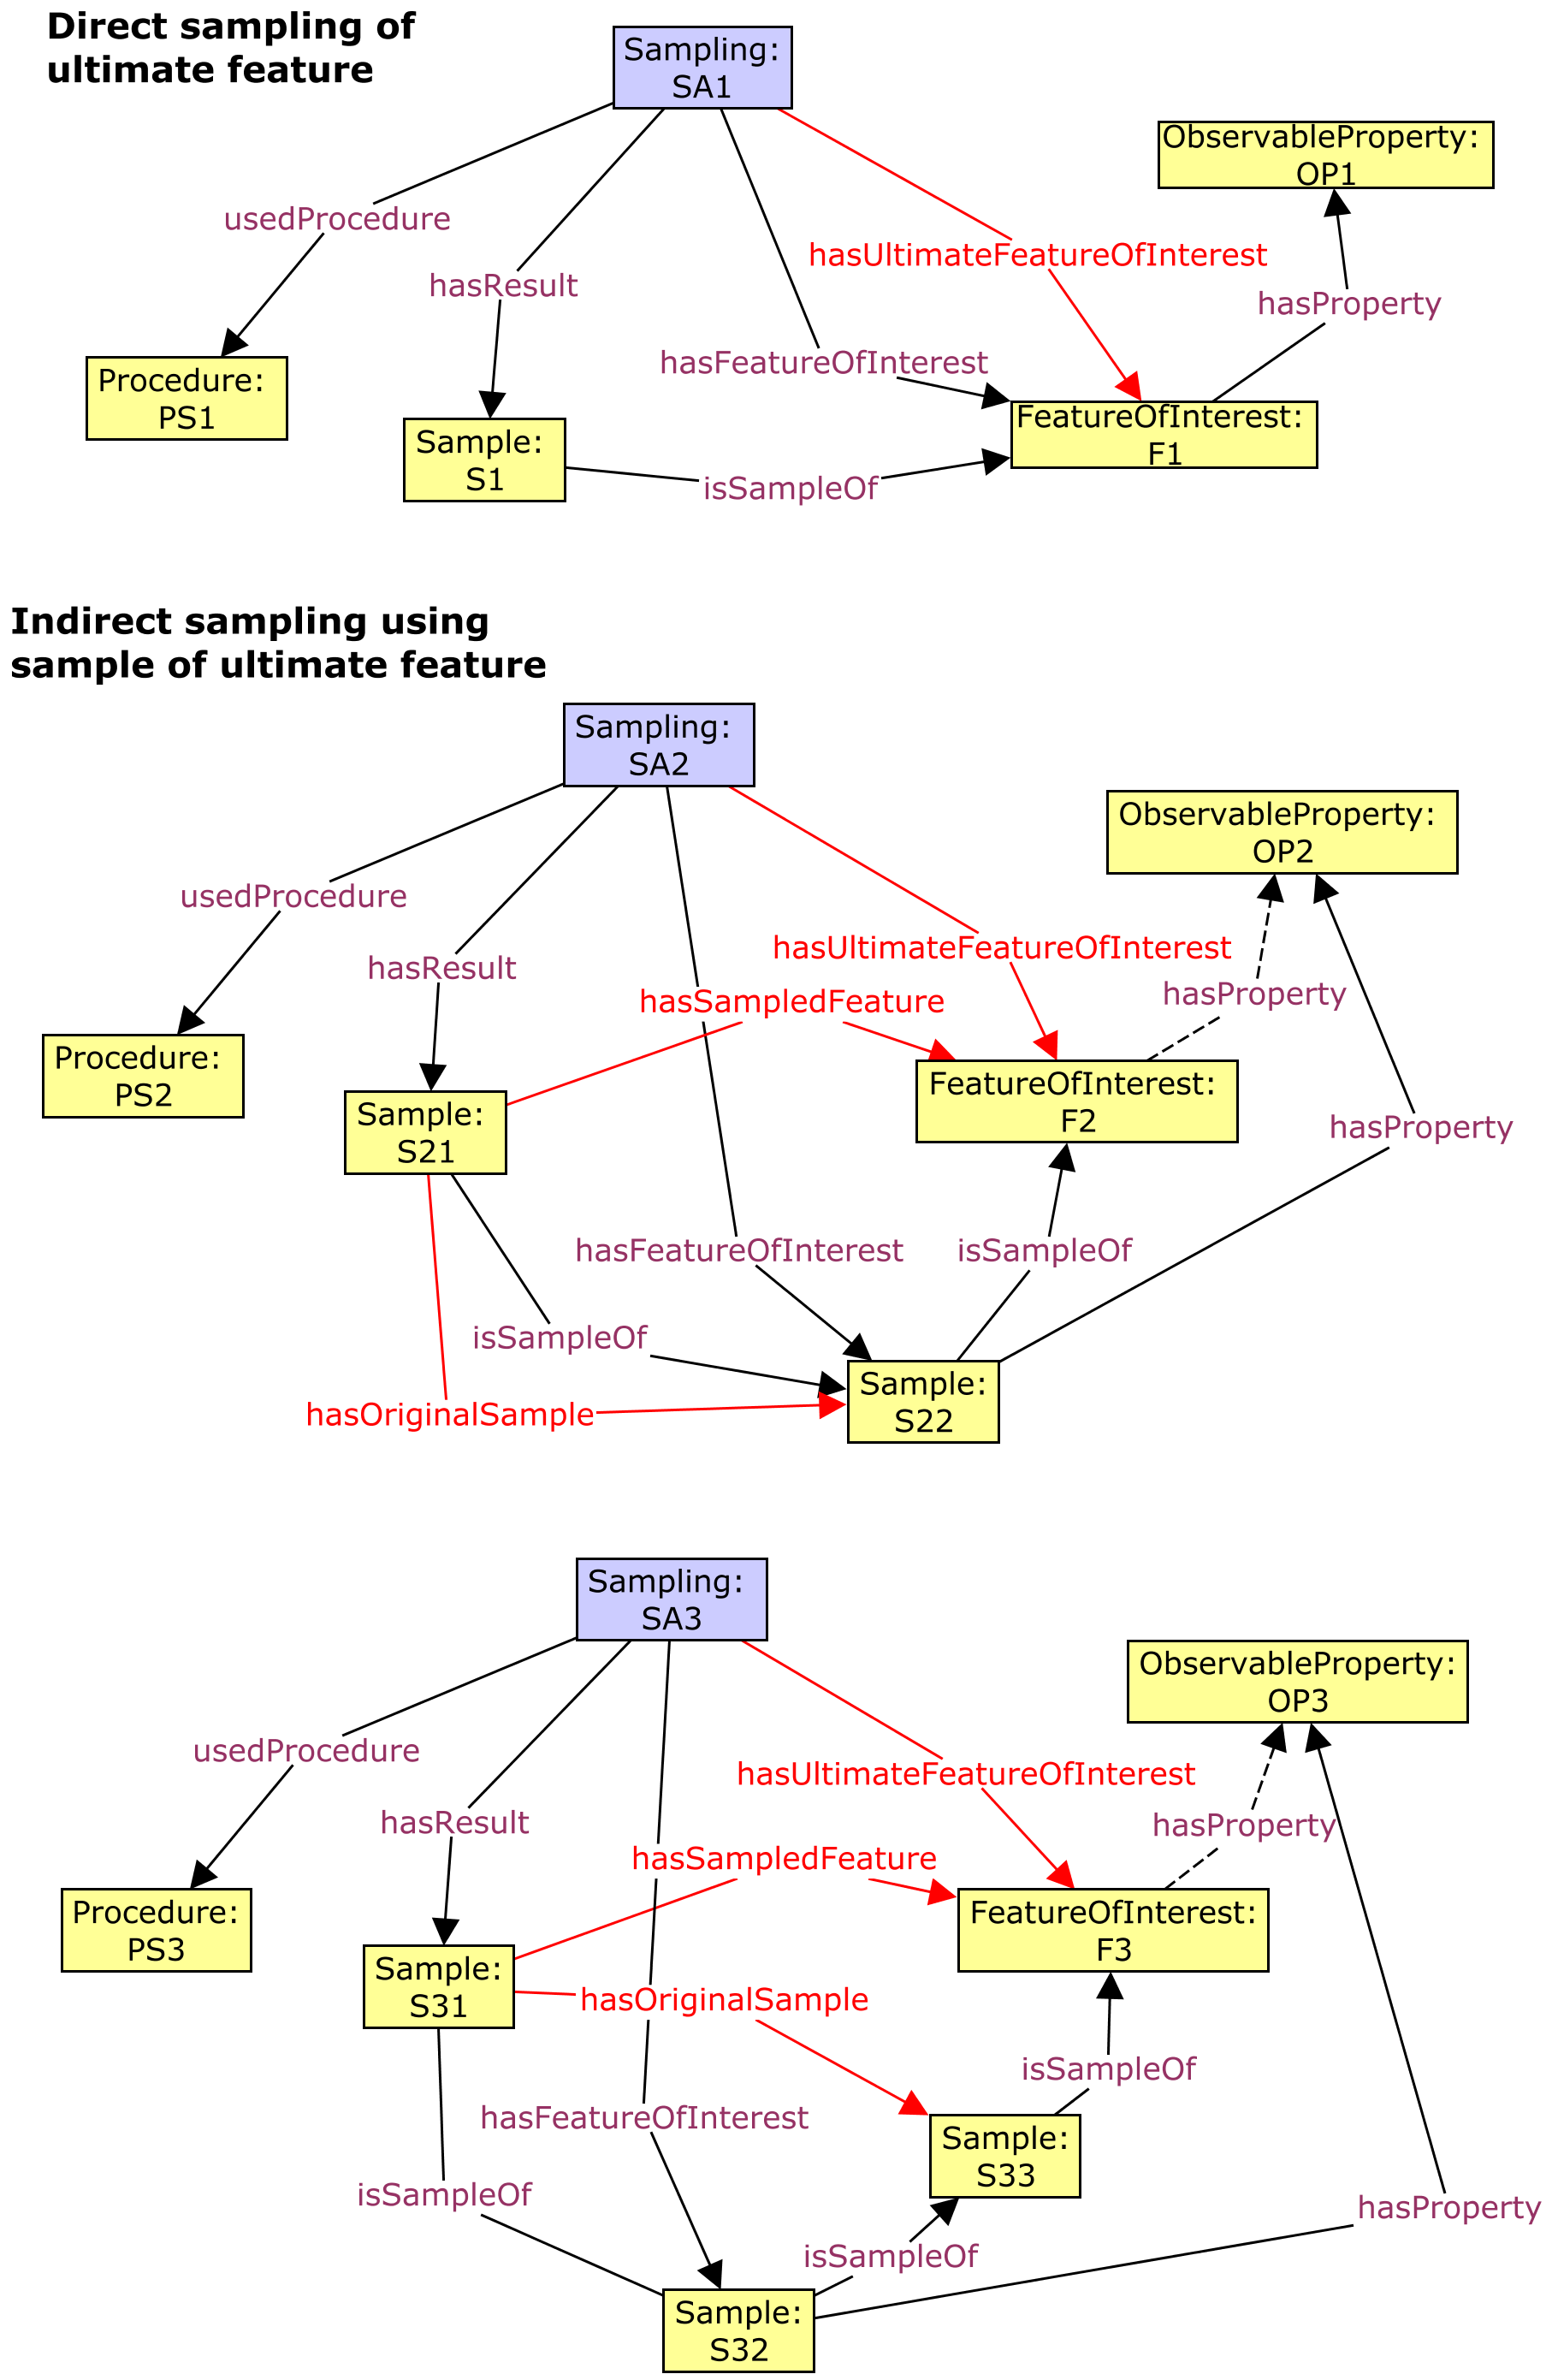 Direct sampling of
ultimate feature
Sampling:
SA1
ObservableProperty:
OP1
usedProcedure
hasUltimateFeatureOfInterest
hasResult
hasProperty
hasFeatureOfInterest
Procedure:
PS1
FeatureOfInterest:
F1
Sample:
S1
isSampleOf
Indirect sampling using
sample of ultimate feature
Sampling:
SA2
ObservableProperty:
OP2
usedProcedure
hasUltimateFeatureOfInterest
hasResult
hasProperty
hasSampledFeature
Procedure:
PS2
FeatureOfInterest:
F2
Sample:
S21
hasProperty
hasFeatureOfInterest
isSampleOf
isSampleOf
Sample:
S22
hasOriginalSample
Sampling:
SA3
ObservableProperty:
OP3
usedProcedure
hasUltimateFeatureOfInterest
hasResult
hasProperty
hasSampledFeature
Procedure:
PS3
FeatureOfInterest:
F3
Sample:
S31
hasOriginalSample
isSampleOf
hasFeatureOfInterest
Sample:
S33
isSampleOf
hasProperty
isSampleOf
Sample:
S32